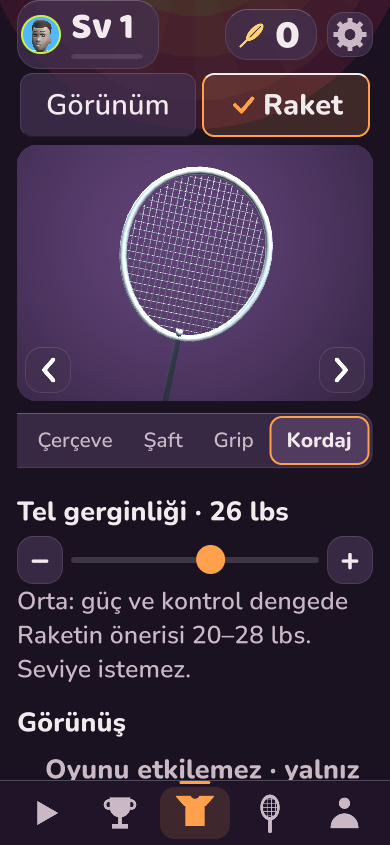 Sv 1
0
Görünüm
Raket
Çerçeve
Şaft
Grip
Kordaj
Tel gerginliği · 26 lbs
Orta: güç ve kontrol dengede
Raketin önerisi 20–28 lbs.
Seviye istemez.
Görünüş
Oyunu etkilemez · yalnız